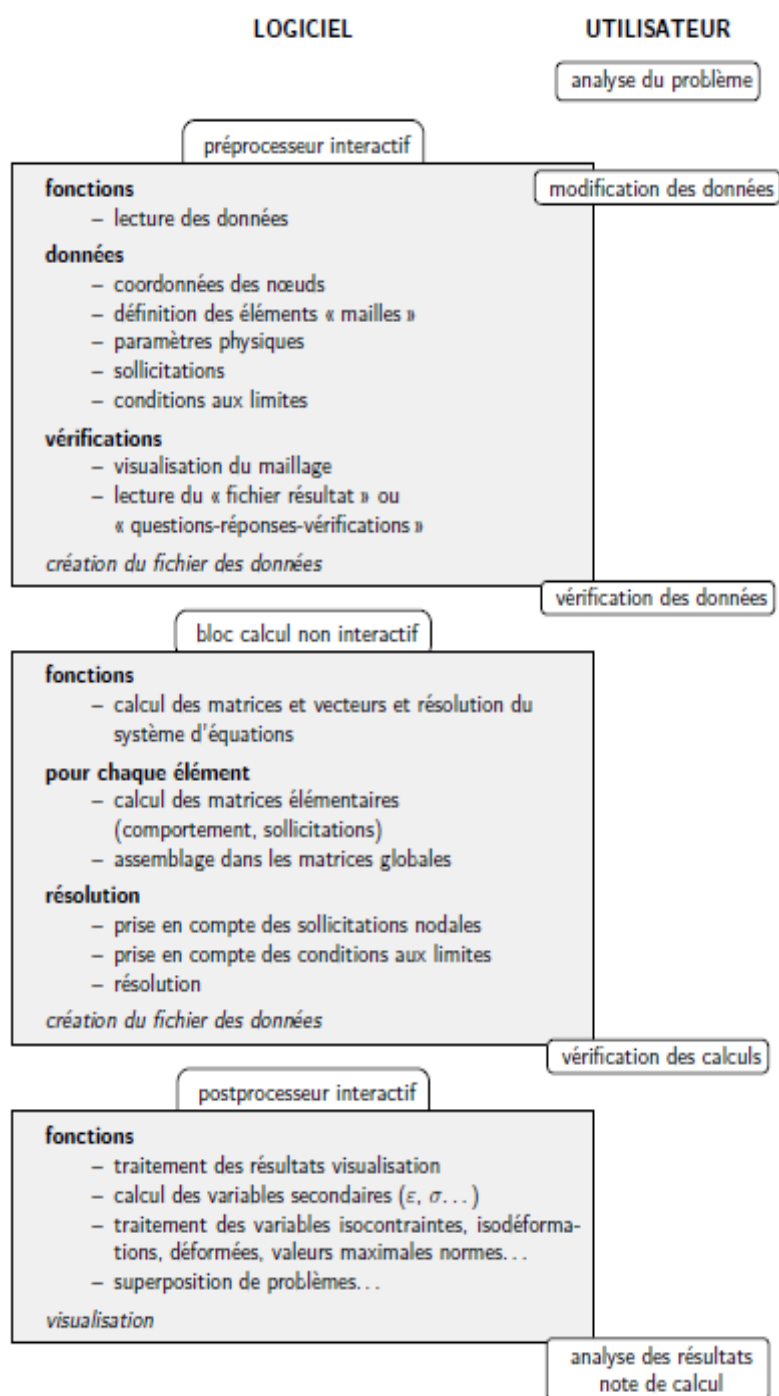 LOGICIEL UTILISATEUR
analyse du problème
préprocesseur interactif
modification des données
fonctions
– lecture des données
données
– coordonnées des nœuds
– définition des éléments « mailles »
– paramètres physiques
– sollicitations
– conditions aux limites
vérifications
– visualisation du maillage
– lecture du « fichier résultat » ou
« questions-réponses-vérifications »
création du fichier des données
vérification des données
bloc calcul non interactif
fonctions
– calcul des matrices et vecteurs et résolution du
système d'équations
pour chaque élément
– calcul des matrices élémentaires
(comportement, sollicitations)
– assemblage dans les matrices globales
résolution
– prise en compte des sollicitations nodales
– prise en compte des conditions aux limites
– résolution
création du fichier des données
vérification des calculs
postprocesseur interactif
fonctions
– traitement des résultats visualisation
– calcul des variables secondaires (ε, σ...)
– traitement des variables isocontraintes, isodéforma-
tions, déformées, valeurs maximales normes...
– superposition de problèmes...
visualisation
analyse des résultats
note de calcul